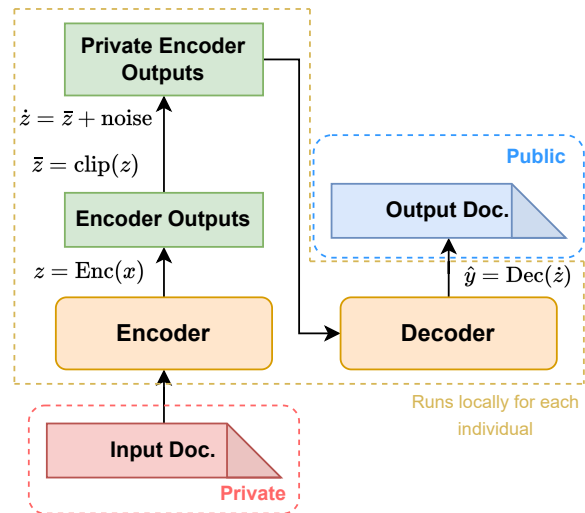 Private Encoder
Outputs
ż = z̄ + noise
z̄ = clip(z)
Public
Encoder Outputs
Output Doc.
z = Enc(x)
ŷ = Dec(ż)
Encoder
Decoder
Runs locally for each
individual
Input Doc.
Private